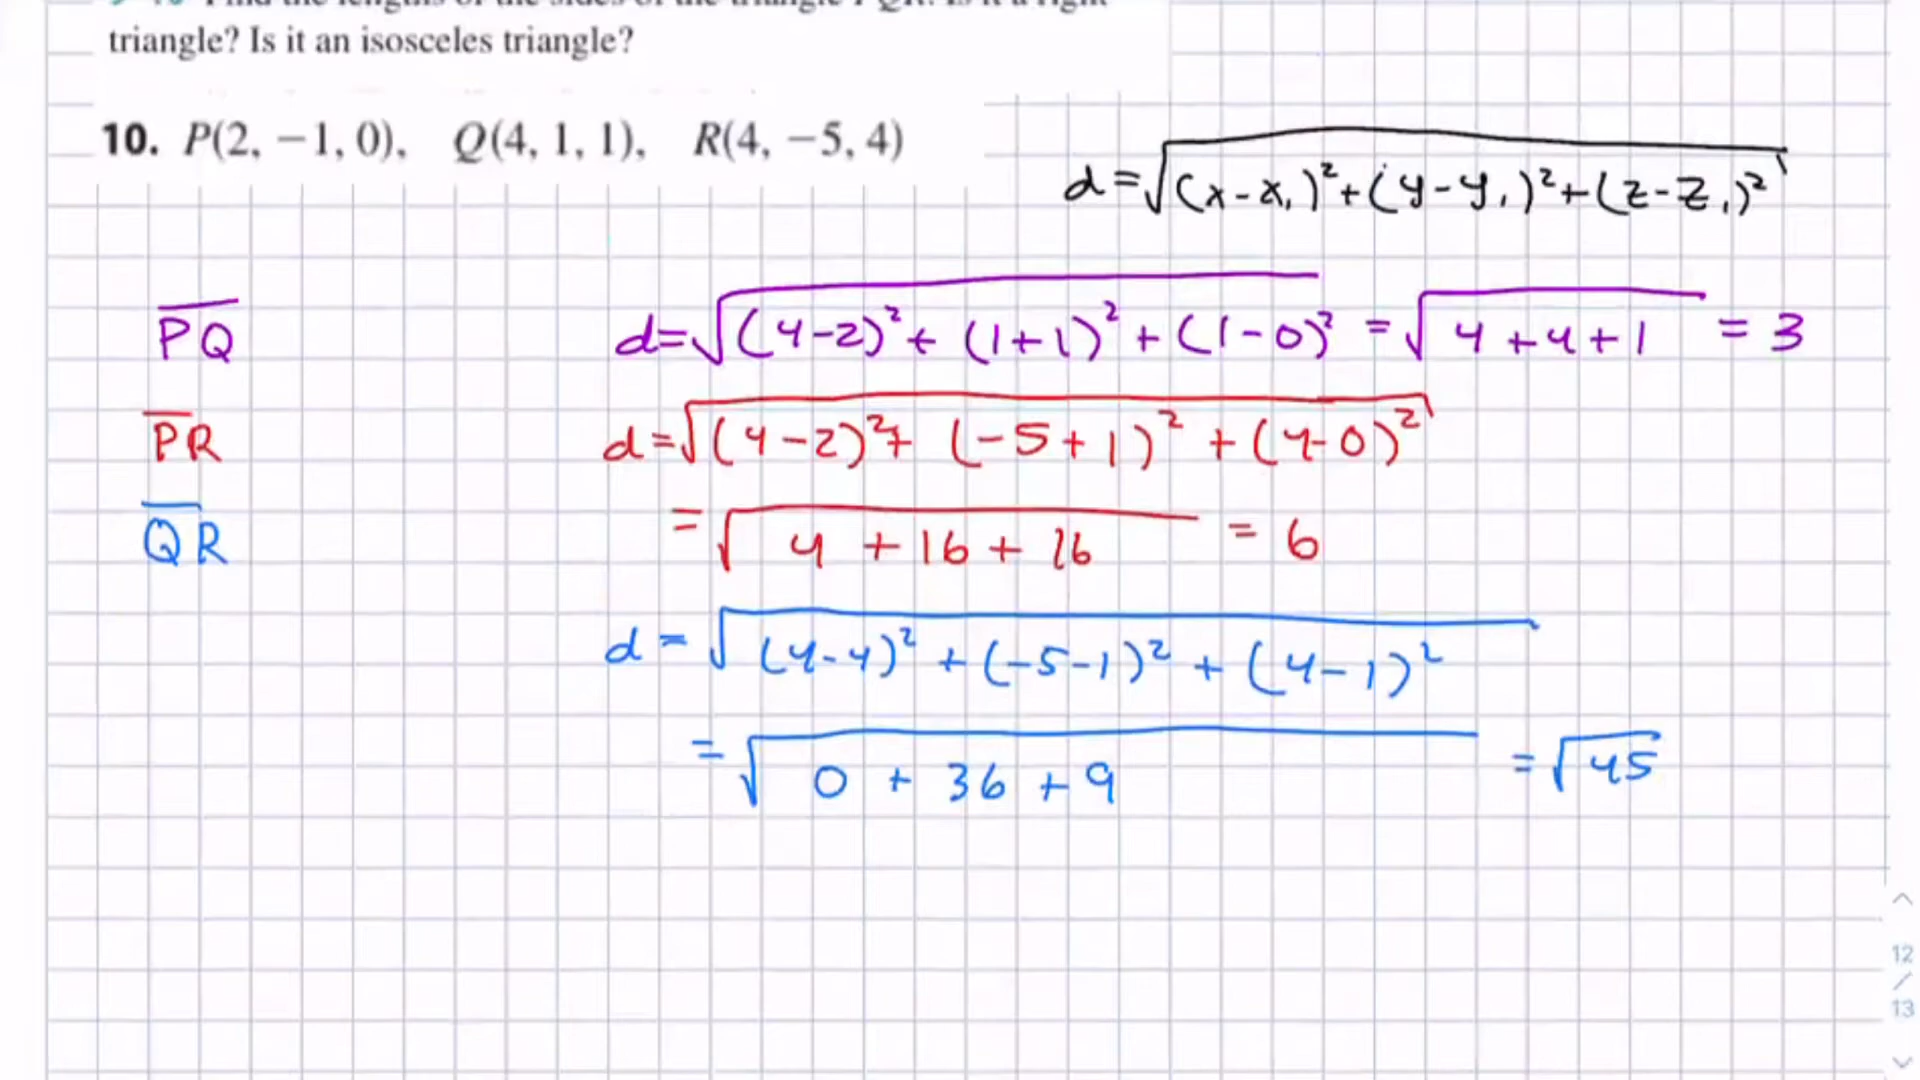 triangle? Is it an isosceles triangle?
10. P(2, −1, 0), Q(4, 1, 1), R(4, −5, 4)
d=√(x-x₁)²+(y-y₁)²+(z-z₁)²
PQ d=√(4-2)²+(1+1)²+(1-0)² = √4+4+1 = 3
PR d=√(4-2)²+(-5+1)²+(4-0)²
= √4+16+16 = 6
QR
d = √(4-4)²+(-5-1)²+(4-1)²
= √0+36+9 = √45
12
/
13